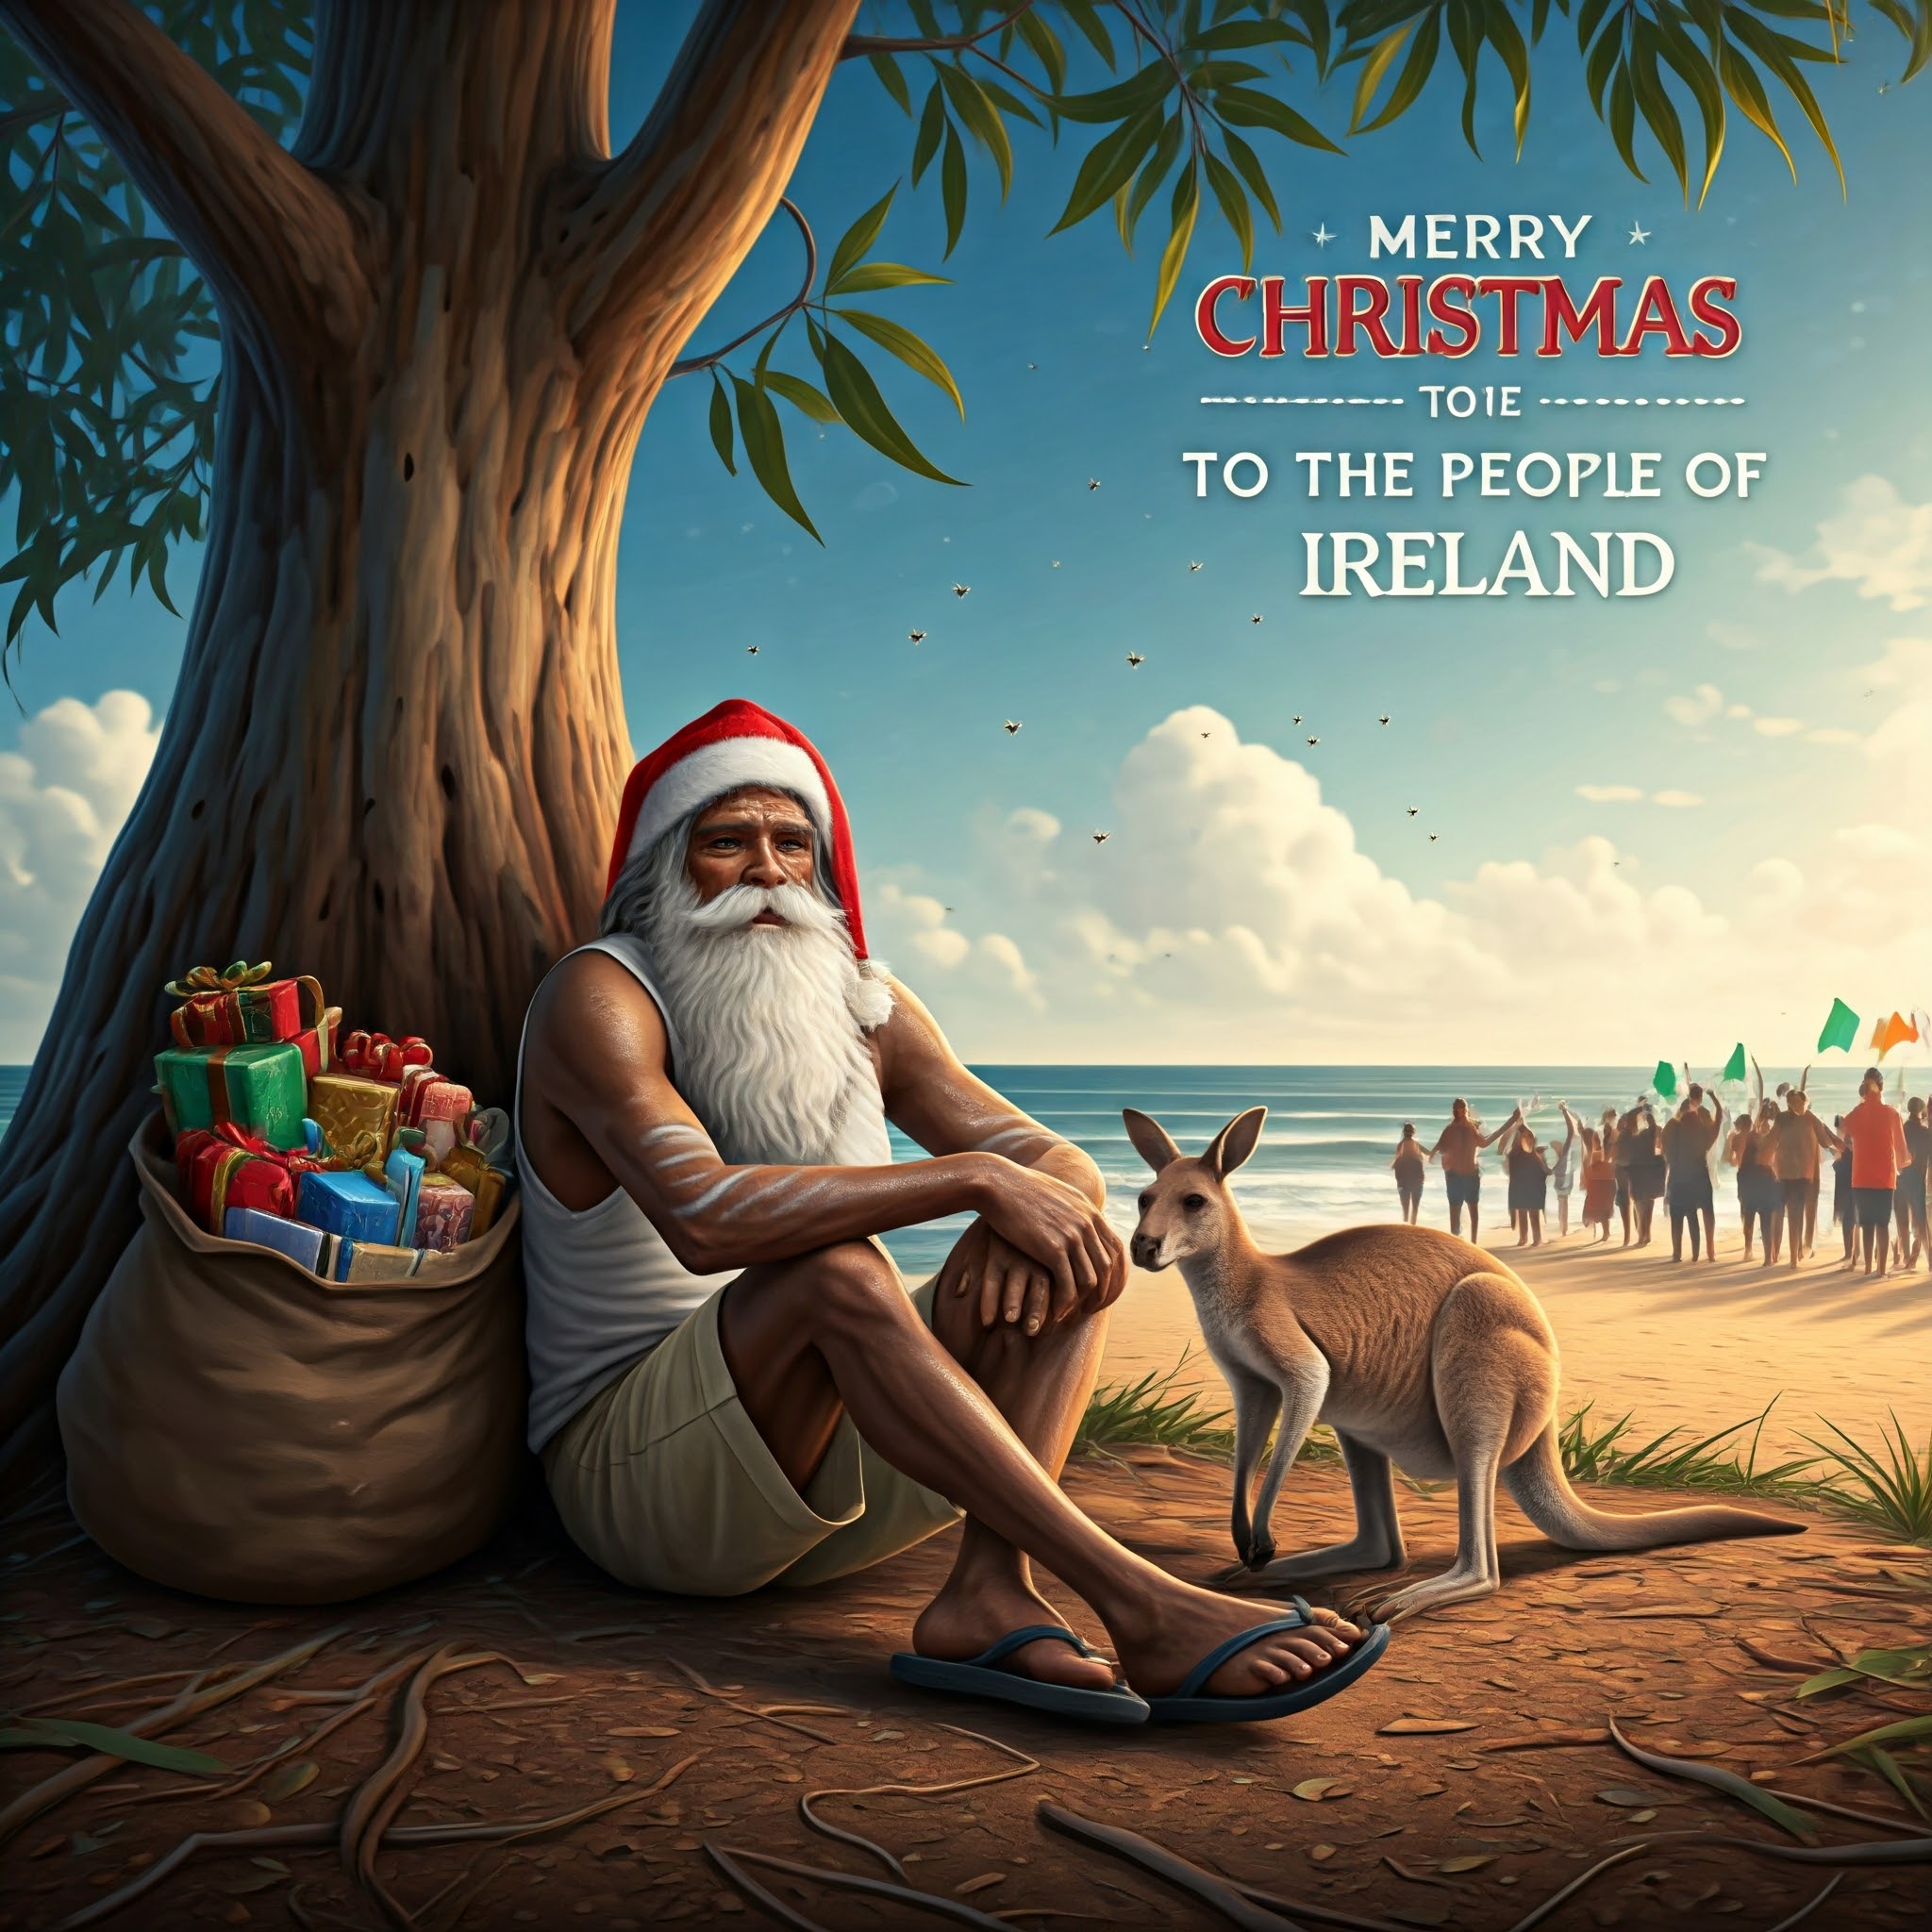 MERRY
CHRISTMAS
TOIE
TO THE PEOPLE OF
IRELAND